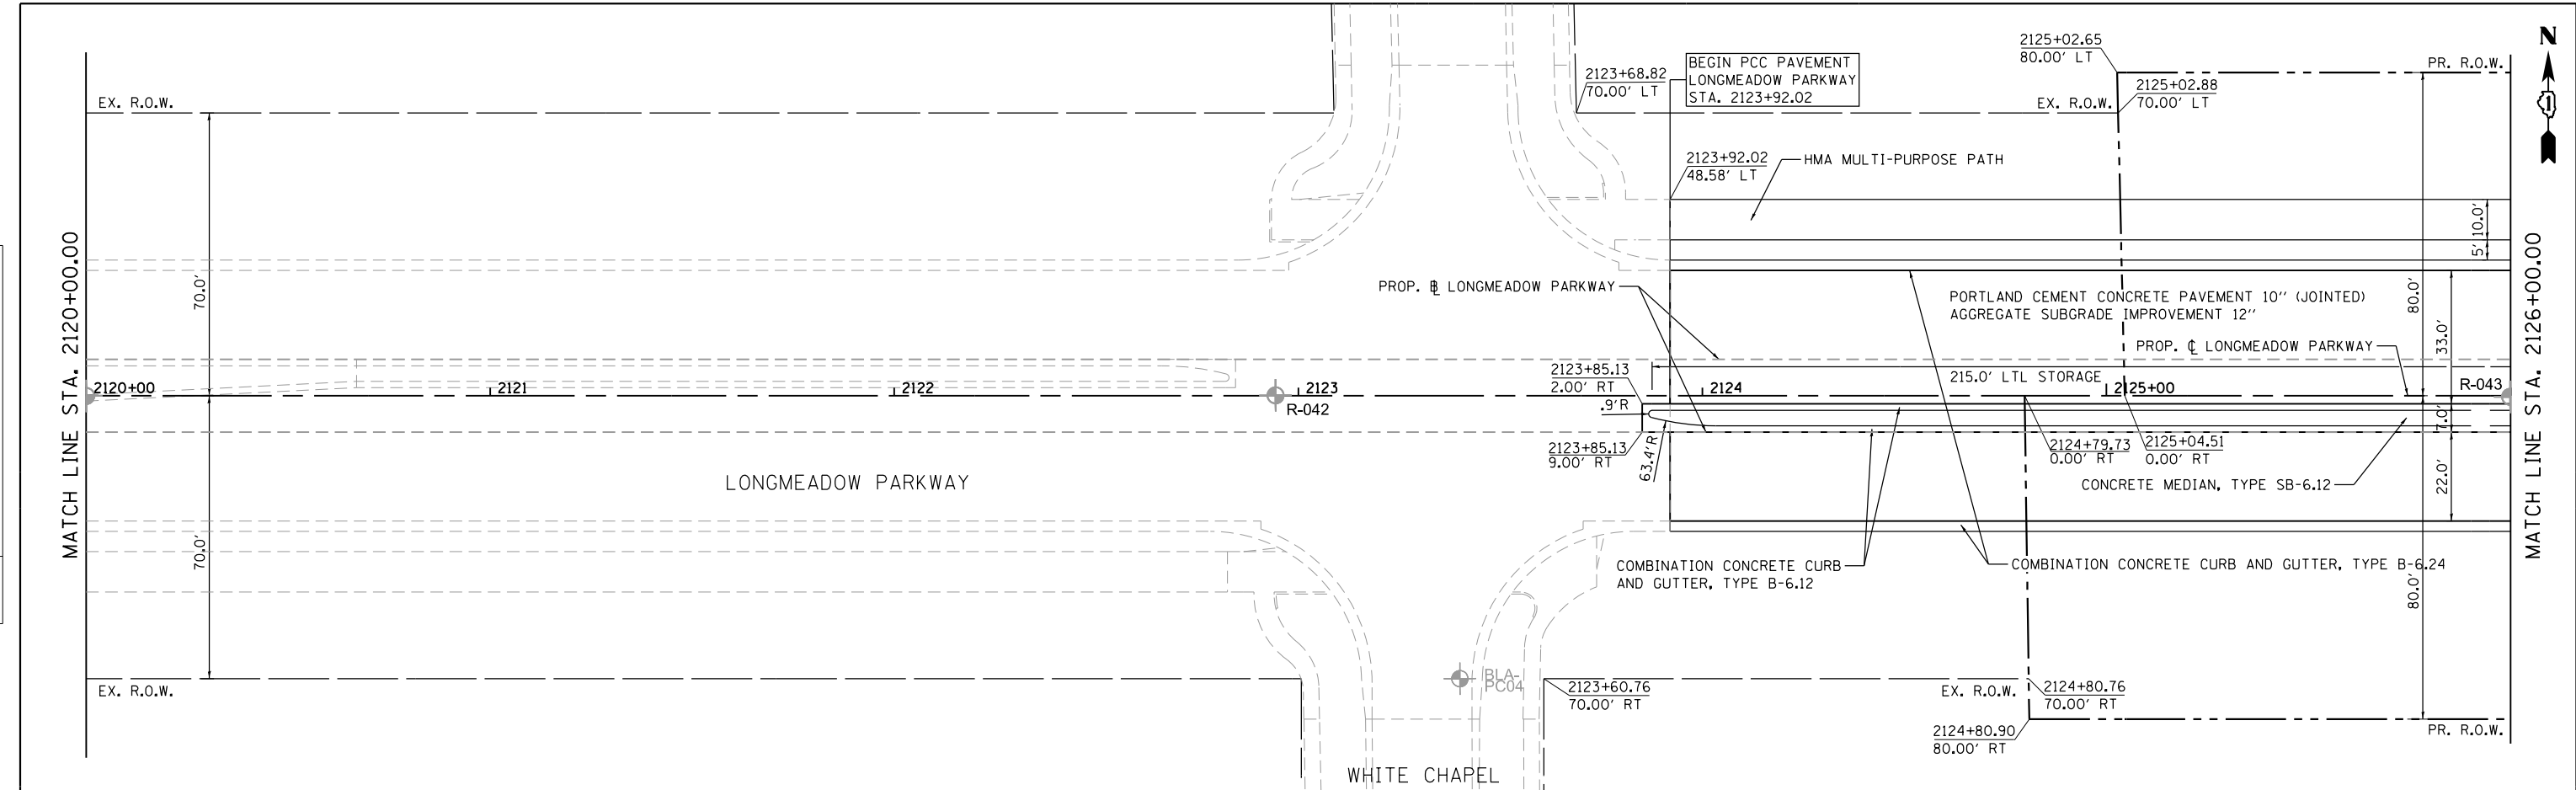 MATCH LINE STA. 2120+00.00
EX. R.O.W.
70.0'
70.0'
EX. R.O.W.
2120+00
2121
2122
2123
2124
2125+00
R-042
R-043
LONGMEADOW PARKWAY
WHITE CHAPEL
BLA-
PC04
2123+68.82
70.00' LT
BEGIN PCC PAVEMENT
LONGMEADOW PARKWAY
STA. 2123+92.02
2123+92.02
48.58' LT
HMA MULTI-PURPOSE PATH
2125+02.65
80.00' LT
2125+02.88
70.00' LT
EX. R.O.W.
PR. R.O.W.
N
1
10.0'
5'
80.0'
33.0'
7.0'
22.0'
80.0'
PROP. ⅊ LONGMEADOW PARKWAY
PORTLAND CEMENT CONCRETE PAVEMENT 10'' (JOINTED)
AGGREGATE SUBGRADE IMPROVEMENT 12''
PROP. ℄ LONGMEADOW PARKWAY
215.0' LTL STORAGE
2123+85.13
2.00' RT
.9'R
2123+85.13
9.00' RT
63.4'R
2124+79.73
0.00' RT
2125+04.51
0.00' RT
CONCRETE MEDIAN, TYPE SB-6.12
COMBINATION CONCRETE CURB
AND GUTTER, TYPE B-6.12
COMBINATION CONCRETE CURB AND GUTTER, TYPE B-6.24
2123+60.76
70.00' RT
EX. R.O.W.
2124+80.76
70.00' RT
2124+80.90
80.00' RT
PR. R.O.W.
MATCH LINE STA. 2126+00.00